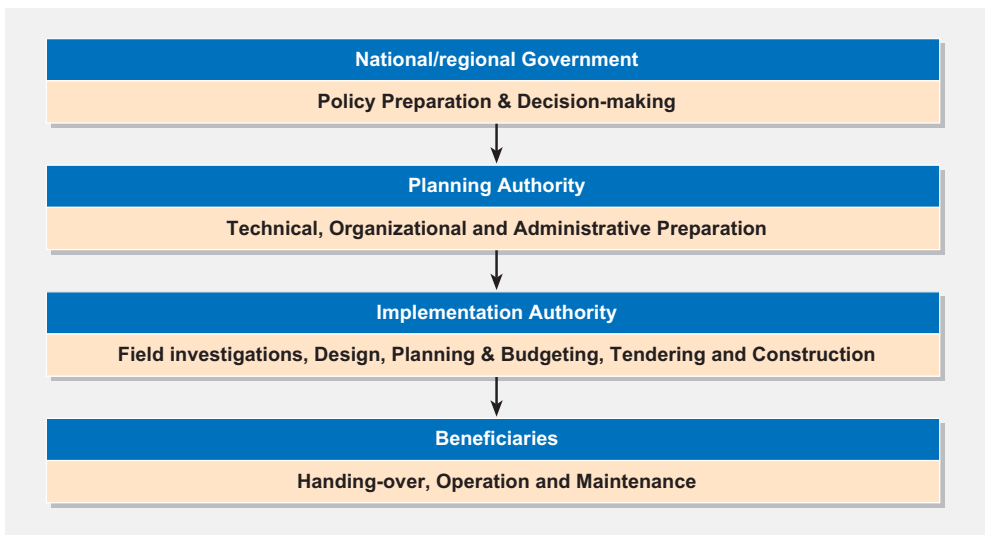 National/regional Government
Policy Preparation & Decision-making
Planning Authority
Technical, Organizational and Administrative Preparation
Implementation Authority
Field investigations, Design, Planning & Budgeting, Tendering and Construction
Beneficiaries
Handing-over, Operation and Maintenance